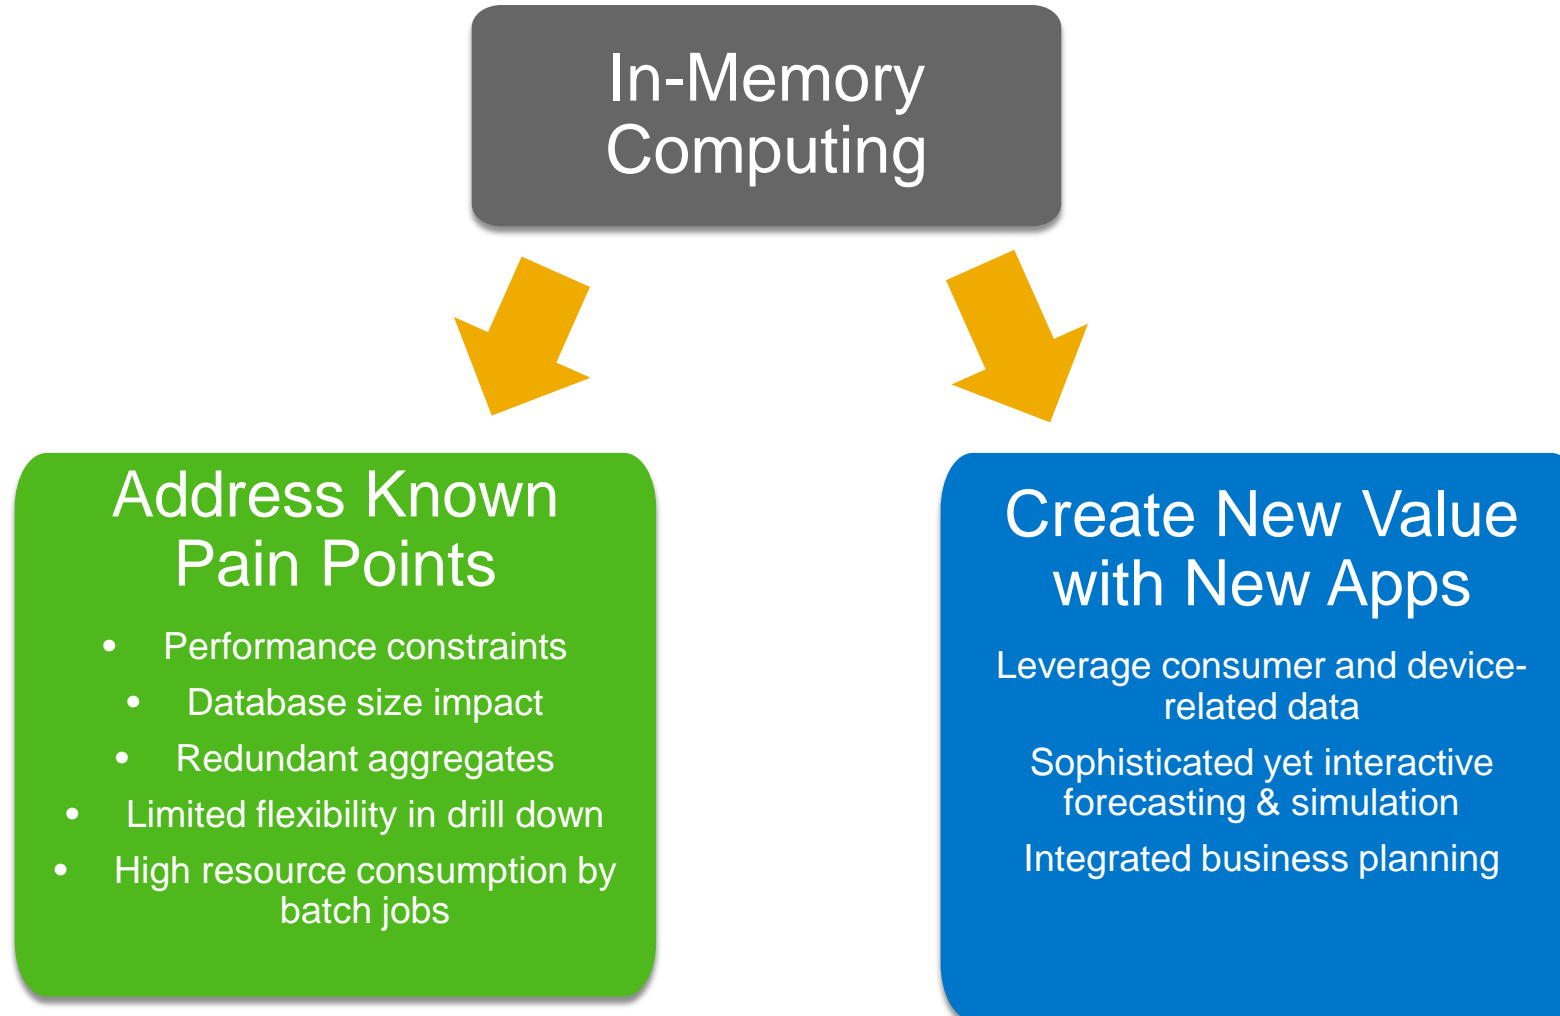 In-Memory
Computing
Address Known
Pain Points
• Performance constraints
• Database size impact
• Redundant aggregates
• Limited flexibility in drill down
• High resource consumption by
batch jobs
Create New Value
with New Apps
Leverage consumer and device-
related data
Sophisticated yet interactive
forecasting & simulation
Integrated business planning